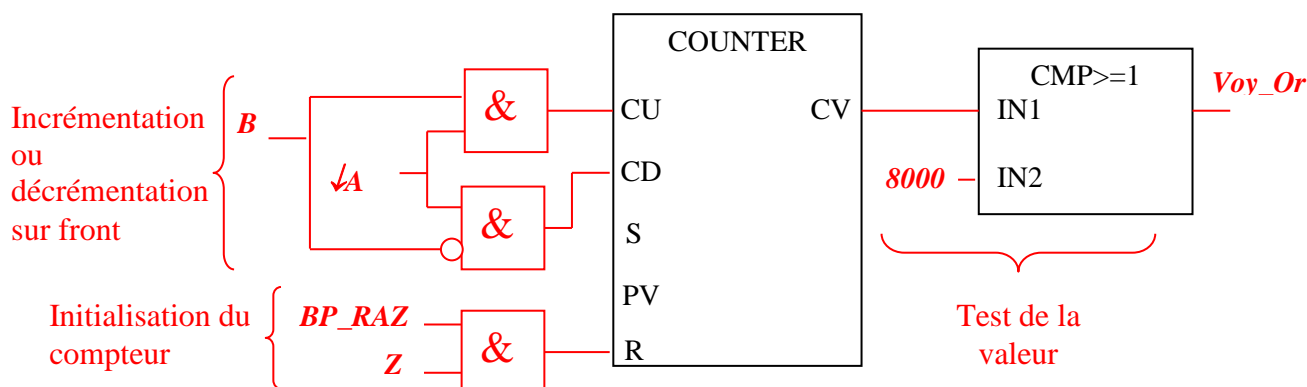 COUNTER
CMP>=1
Voy_Or
Incrémentation
ou
décrémentation
sur front
B
&
CU
CV
IN1
↓A
CD
8000
IN2
&
S
PV
Initialisation du
compteur
BP_RAZ
Z
&
R
Test de la
valeur